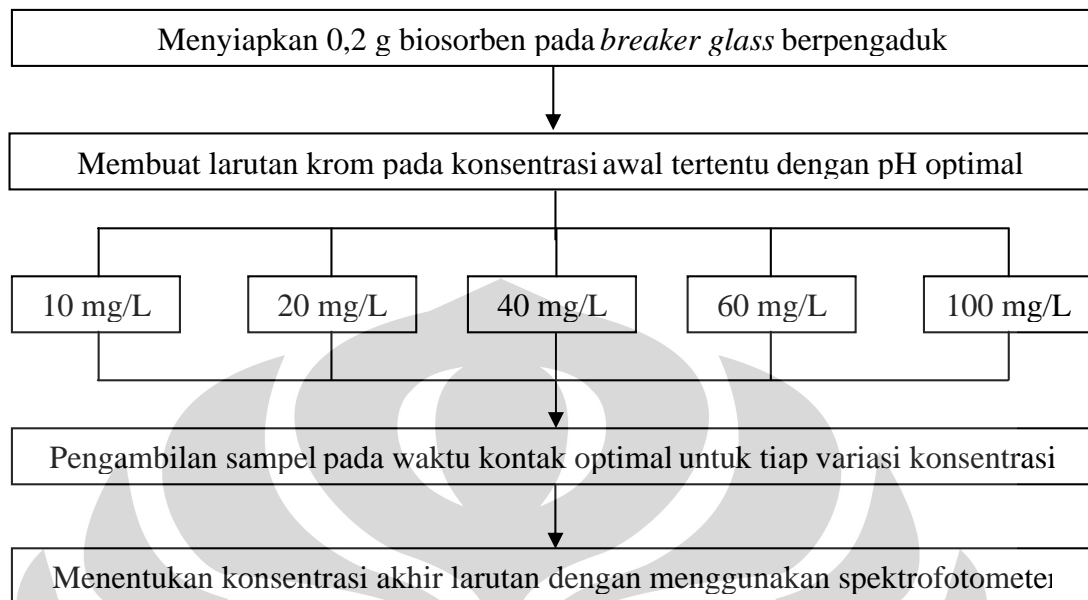 Menyiapkan 0,2 g biosorben pada breaker glass berpengaduk
Membuat larutan krom pada konsentrasi awal tertentu dengan pH optimal
10 mg/L 20 mg/L 40 mg/L 60 mg/L 100 mg/L
Pengambilan sampel pada waktu kontak optimal untuk tiap variasi konsentrasi
Menentukan konsentrasi akhir larutan dengan menggunakan spektrofotometer